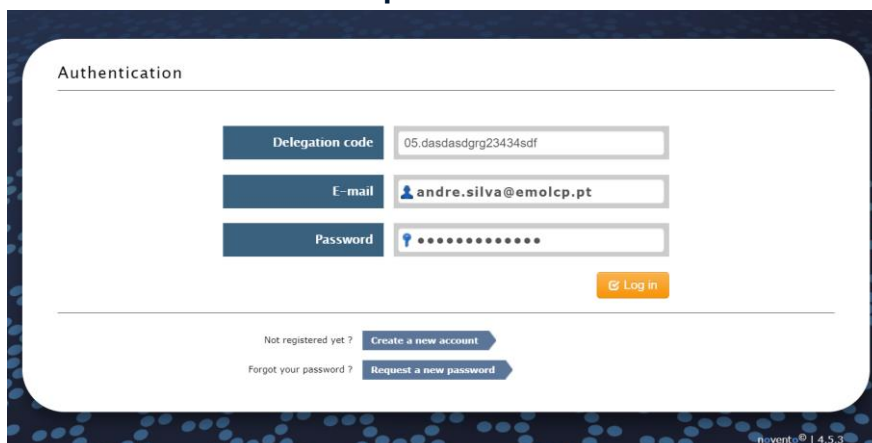 Authentication
Delegation code 05.dasdasdgrg23434sdf
E-mail andre.silva@emolcp.pt
Password •••••••••••••
Log in
Not registered yet ? Create a new account
Forgot your password ? Request a new password
novento© | 4.5.3